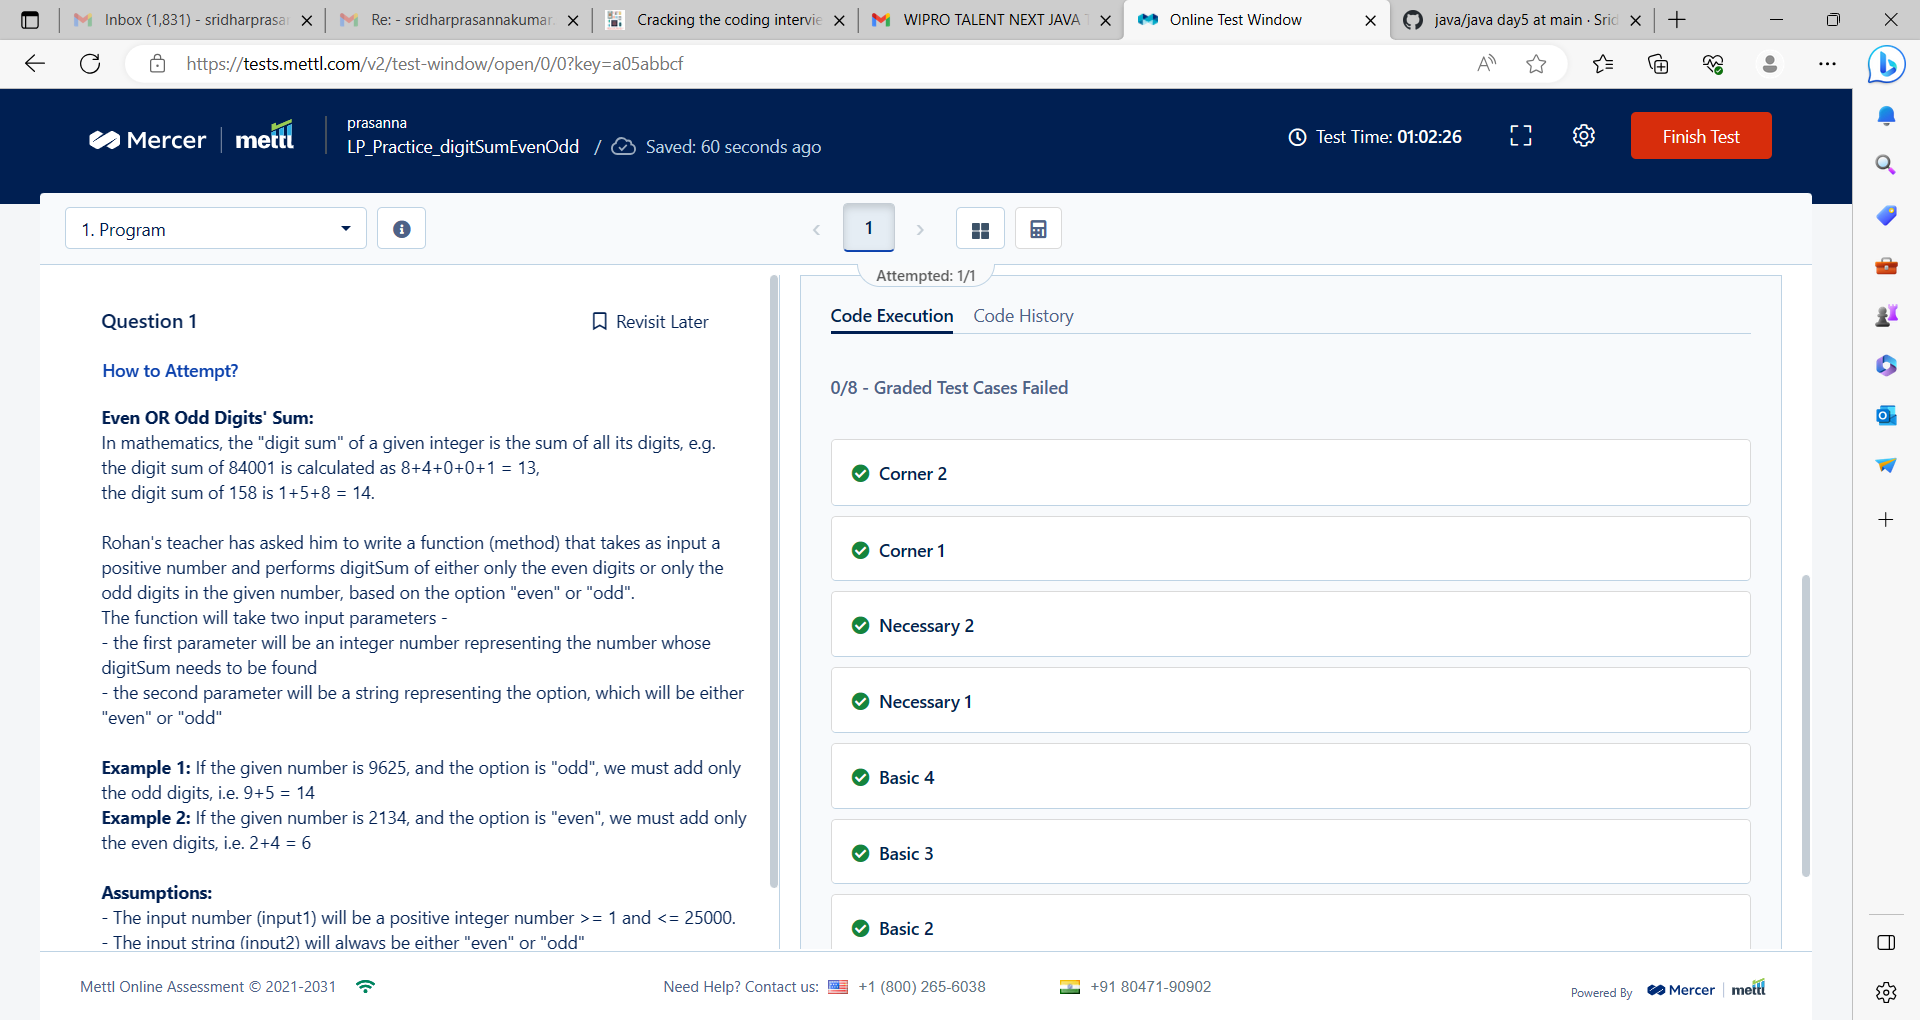 Inbox (1,831) - sridharprasan
Re: - sridharprasannakumar.
Cracking the coding intervie
WIPRO TALENT NEXT JAVA T
Online Test Window
java/java day5 at main · Srid
https://tests.mettl.com/v2/test-window/open/0/0?key=a05abbcf
Mercer | mettl
prasanna
LP_Practice_digitSumEvenOdd / Saved: 60 seconds ago
Test Time: 01:02:26
Finish Test
1. Program
1
Attempted: 1/1
Question 1
Revisit Later
How to Attempt?
Even OR Odd Digits' Sum:
In mathematics, the "digit sum" of a given integer is the sum of all its digits, e.g.
the digit sum of 84001 is calculated as 8+4+0+0+1 = 13,
the digit sum of 158 is 1+5+8 = 14.
Rohan's teacher has asked him to write a function (method) that takes as input a
positive number and performs digitSum of either only the even digits or only the
odd digits in the given number, based on the option "even" or "odd".
The function will take two input parameters -
- the first parameter will be an integer number representing the number whose
digitSum needs to be found
- the second parameter will be a string representing the option, which will be either
"even" or "odd"
Example 1: If the given number is 9625, and the option is "odd", we must add only
the odd digits, i.e. 9+5 = 14
Example 2: If the given number is 2134, and the option is "even", we must add only
the even digits, i.e. 2+4 = 6
Assumptions:
- The input number (input1) will be a positive integer number >= 1 and <= 25000.
- The input string (input2) will always be either "even" or "odd"
Code Execution
Code History
0/8 - Graded Test Cases Failed
Corner 2
Corner 1
Necessary 2
Necessary 1
Basic 4
Basic 3
Basic 2
Mettl Online Assessment © 2021-2031
Need Help? Contact us: +1 (800) 265-6038
+91 80471-90902
Powered By Mercer | mettl